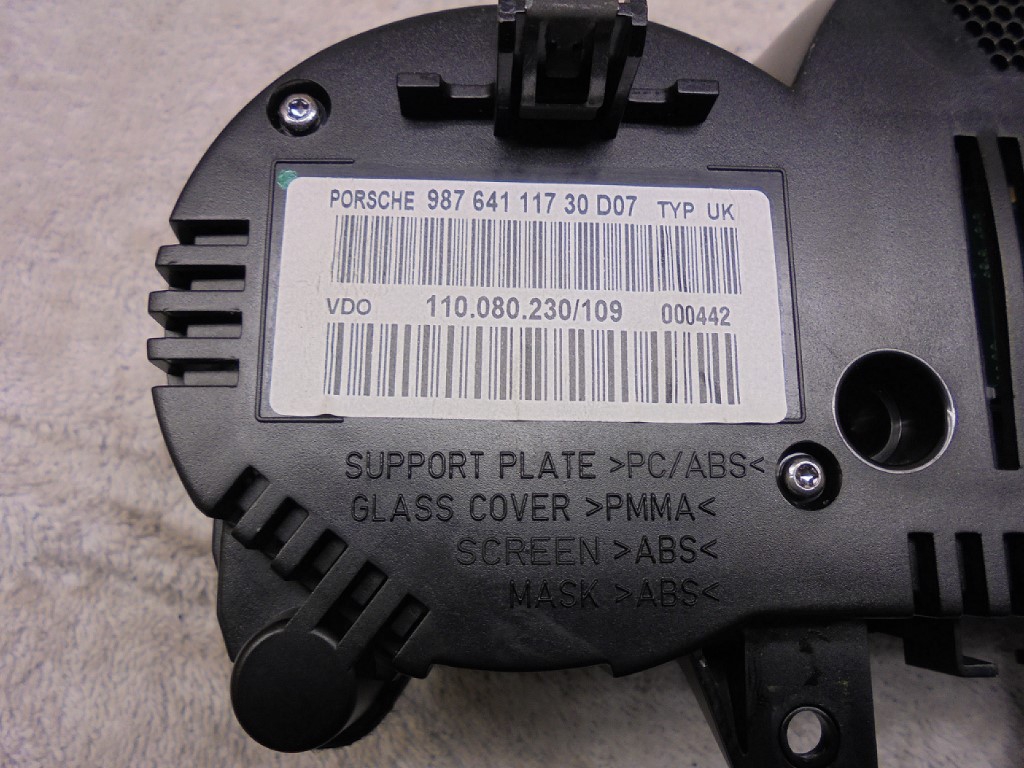 PORSCHE 987 641 117 30 D07 TYP UK
VDO 110.080.230/109 000442
SUPPORT PLATE >PC/ABS<
GLASS COVER >PMMA<
SCREEN >ABS<
MASK >ABS<